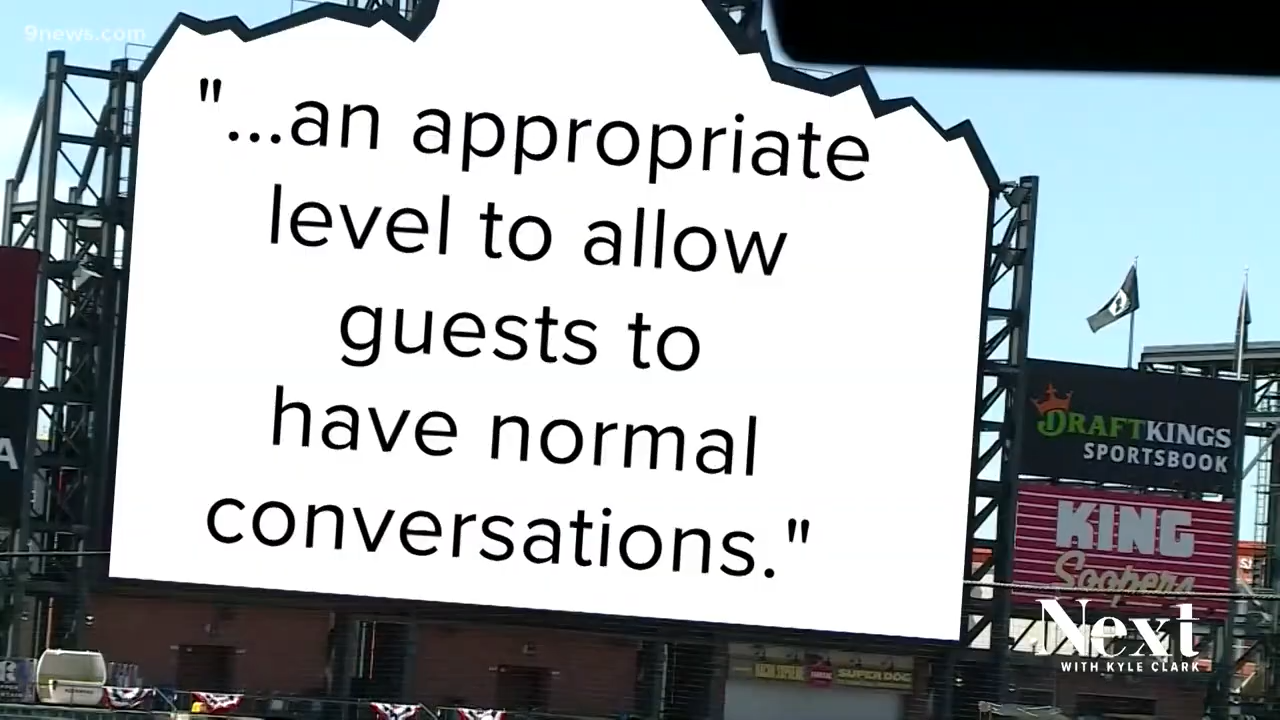 9news.com
"...an appropriate
level to allow
guests to
have normal
conversations."
DRAFTKINGS
SPORTSBOOK
KING
Soopers
A
Next
WITH KYLE CLARK
SUPER DOG